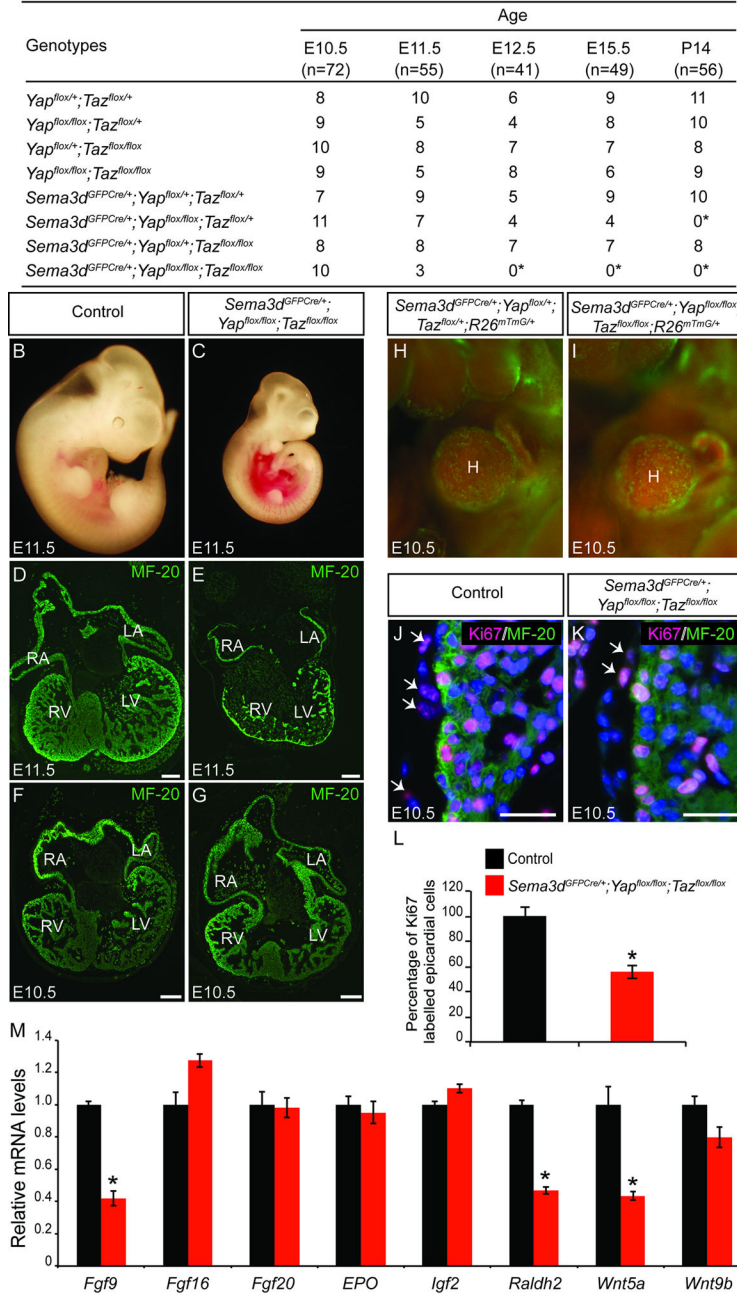 Age
Genotypes E10.5 E11.5 E12.5 E15.5 P14
(n=72) (n=55) (n=41) (n=49) (n=56)
Yap^flox/+;Taz^flox/+ 8 10 6 9 11
Yap^flox/flox;Taz^flox/+ 9 5 4 8 10
Yap^flox/+;Taz^flox/flox 10 8 7 7 8
Yap^flox/flox;Taz^flox/flox 9 5 8 6 9
Sema3d^GFPCre/+;Yap^flox/+;Taz^flox/+ 7 9 5 9 10
Sema3d^GFPCre/+;Yap^flox/flox;Taz^flox/+ 11 7 4 4 0*
Sema3d^GFPCre/+;Yap^flox/+;Taz^flox/flox 8 8 7 7 8
Sema3d^GFPCre/+;Yap^flox/flox;Taz^flox/flox 10 3 0* 0* 0*
Control
Sema3d^GFPCre/+;
Yap^flox/flox;Taz^flox/flox
Sema3d^GFPCre/+;Yap^flox/+;
Taz^flox/+;R26^mTmG/+
Sema3d^GFPCre/+;Yap^flox/flox
Taz^flox/flox;R26^mTmG/+
B
E11.5
C
E11.5
H
H
E10.5
I
H
E10.5
D MF-20
LA
RA
RV LV
E11.5
E MF-20
LA
RA
RV LV
E11.5
Control
Sema3d^GFPCre/+;
Yap^flox/flox;Taz^flox/flox
J Ki67/MF-20
E10.5
K Ki67/MF-20
E10.5
F MF-20
RA LA
RV LV
E10.5
G MF-20
LA
RA
RV LV
E10.5
L
Control
Sema3d^GFPCre/+;Yap^flox/flox;Taz^flox/flox
Percentage of Ki67
labelled epicardial cells
120
100
80
60
40
20
0
*
M
Relative mRNA levels
1.4
1.2
1.0
0.8
0.6
0.4
0.2
0
* * *
Fgf9 Fgf16 Fgf20 EPO Igf2 Raldh2 Wnt5a Wnt9b